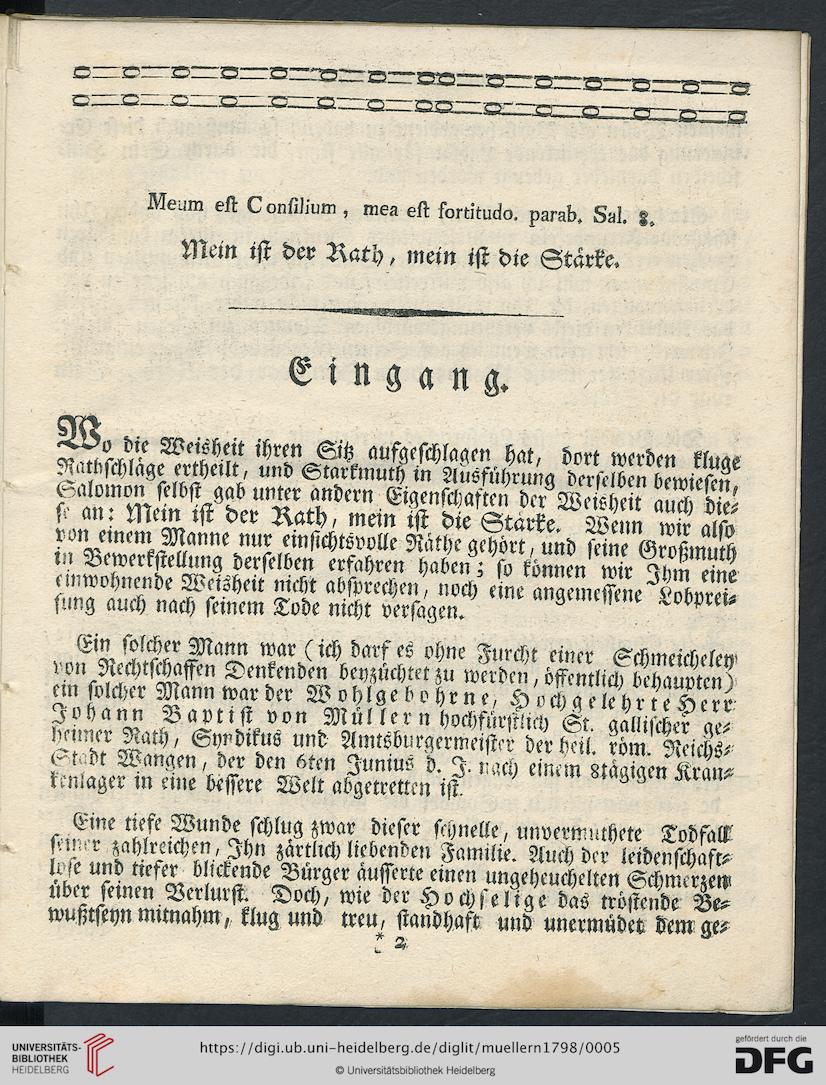 Meum est Consilium, mea est fortitudo. parab. Sal. 8.
Mein ist der Rath, mein ist die Stärke.
Eingang.
Wo die Weisheit ihren Sitz aufgeschlagen hat, dort werden kluge
Rathschläge ertheilt, und Starkmuth in Ausführung derselben bewiesen,
Salomon selbst gab unter andern Eigenschaften der Weisheit auch die⸗
se an: Mein ist der Rath, mein ist die Stärke. Wenn wir also
von einem Manne nur einsichtsvolle Räthe gehört, und seine Großmuth
in Bewerkstellung derselben erfahren haben; so können wir Ihm eine
einwohnende Weisheit nicht absprechen, noch eine angemessene Lobprei⸗
sung auch nach seinem Tode nicht versagen.
Ein solcher Mann war (ich darf es ohne Furcht einer Schmeicheley
von Rechtschaffen Denkenden beyzüchtet zu werden, öffentlich behaupten)
ein solcher Mann war der Wohlgebohrne, Hochgelehrte Herr
Johann Baptist von Müllern hochfürstlich St. gallischer ge⸗
heimer Rath, Syndikus und Amtsburgermeister der heil. röm. Reichs⸗
Stadt Wangen, der den 6ten Junius d. J. nach einem 8tägigen Kran⸗
kenlager in eine bessere Welt abgetretten ist.
Eine tiefe Wunde schlug zwar dieser schnelle, unvermuthete Todfall
seiner zahlreichen, Ihn zärtlich liebenden Familie. Auch der leidenschaft⸗
lose und tiefer blickende Bürger äusserte einen ungeheuchelten Schmerzen
über seinen Verlurst. Doch, wie der Hochselige das tröstende Be⸗
wußtseyn mitnahm, klug und treu, standhaft und unermüdet dem ge⸗
* 2
UNIVERSITÄTS-
BIBLIOTHEK
HEIDELBERG
https://digi.ub.uni-heidelberg.de/diglit/muellern1798/0005
© Universitätsbibliothek Heidelberg
gefördert durch die
DFG